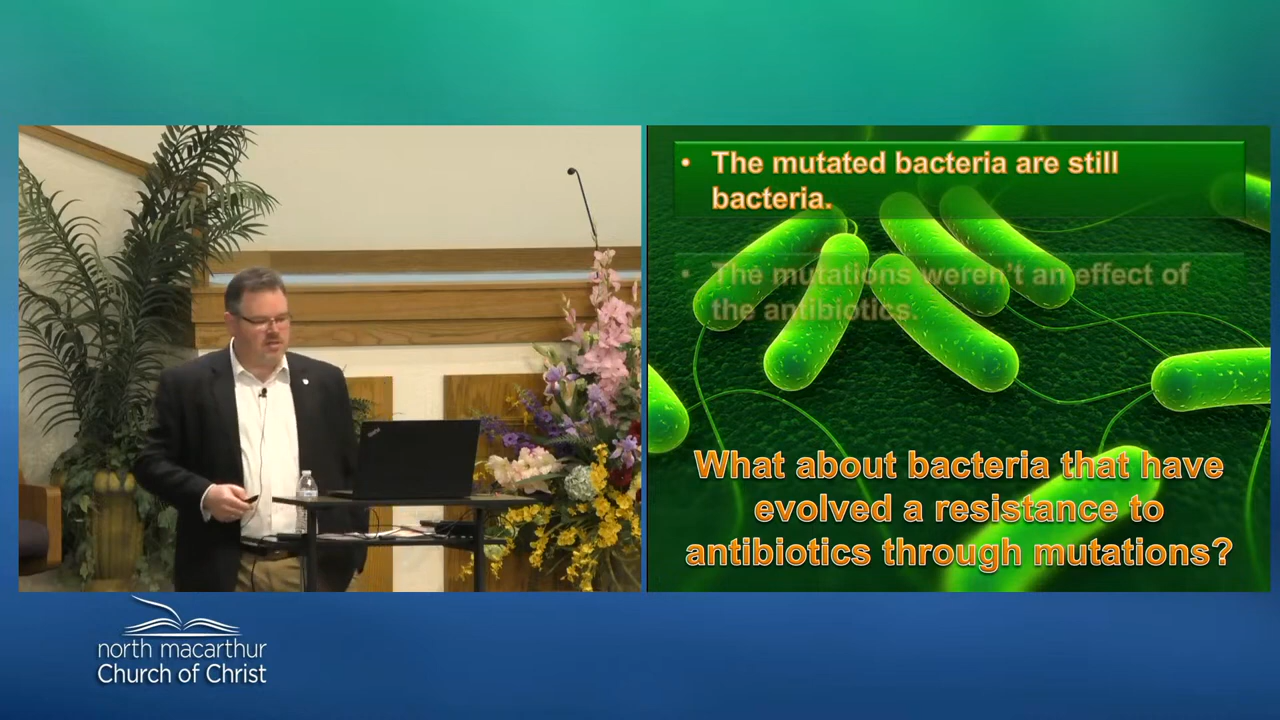 • The mutated bacteria are still
bacteria.
• The mutations weren't an effect of
the antibiotics.
What about bacteria that have
evolved a resistance to
antibiotics through mutations?
north macarthur
Church of Christ